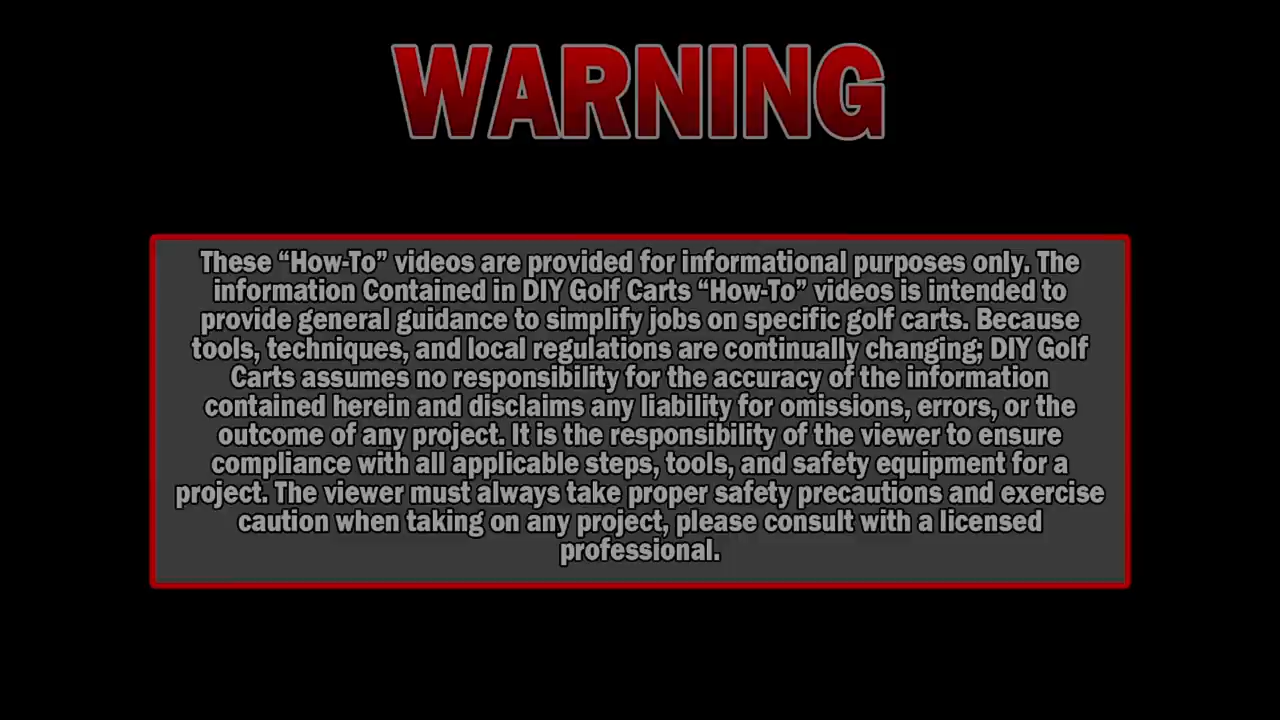 WARNING
These “How-To” videos are provided for informational purposes only. The
information Contained in DIY Golf Carts “How-To” videos is intended to
provide general guidance to simplify jobs on specific golf carts. Because
tools, techniques, and local regulations are continually changing; DIY Golf
Carts assumes no responsibility for the accuracy of the information
contained herein and disclaims any liability for omissions, errors, or the
outcome of any project. It is the responsibility of the viewer to ensure
compliance with all applicable steps, tools, and safety equipment for a
project. The viewer must always take proper safety precautions and exercise
caution when taking on any project, please consult with a licensed
professional.